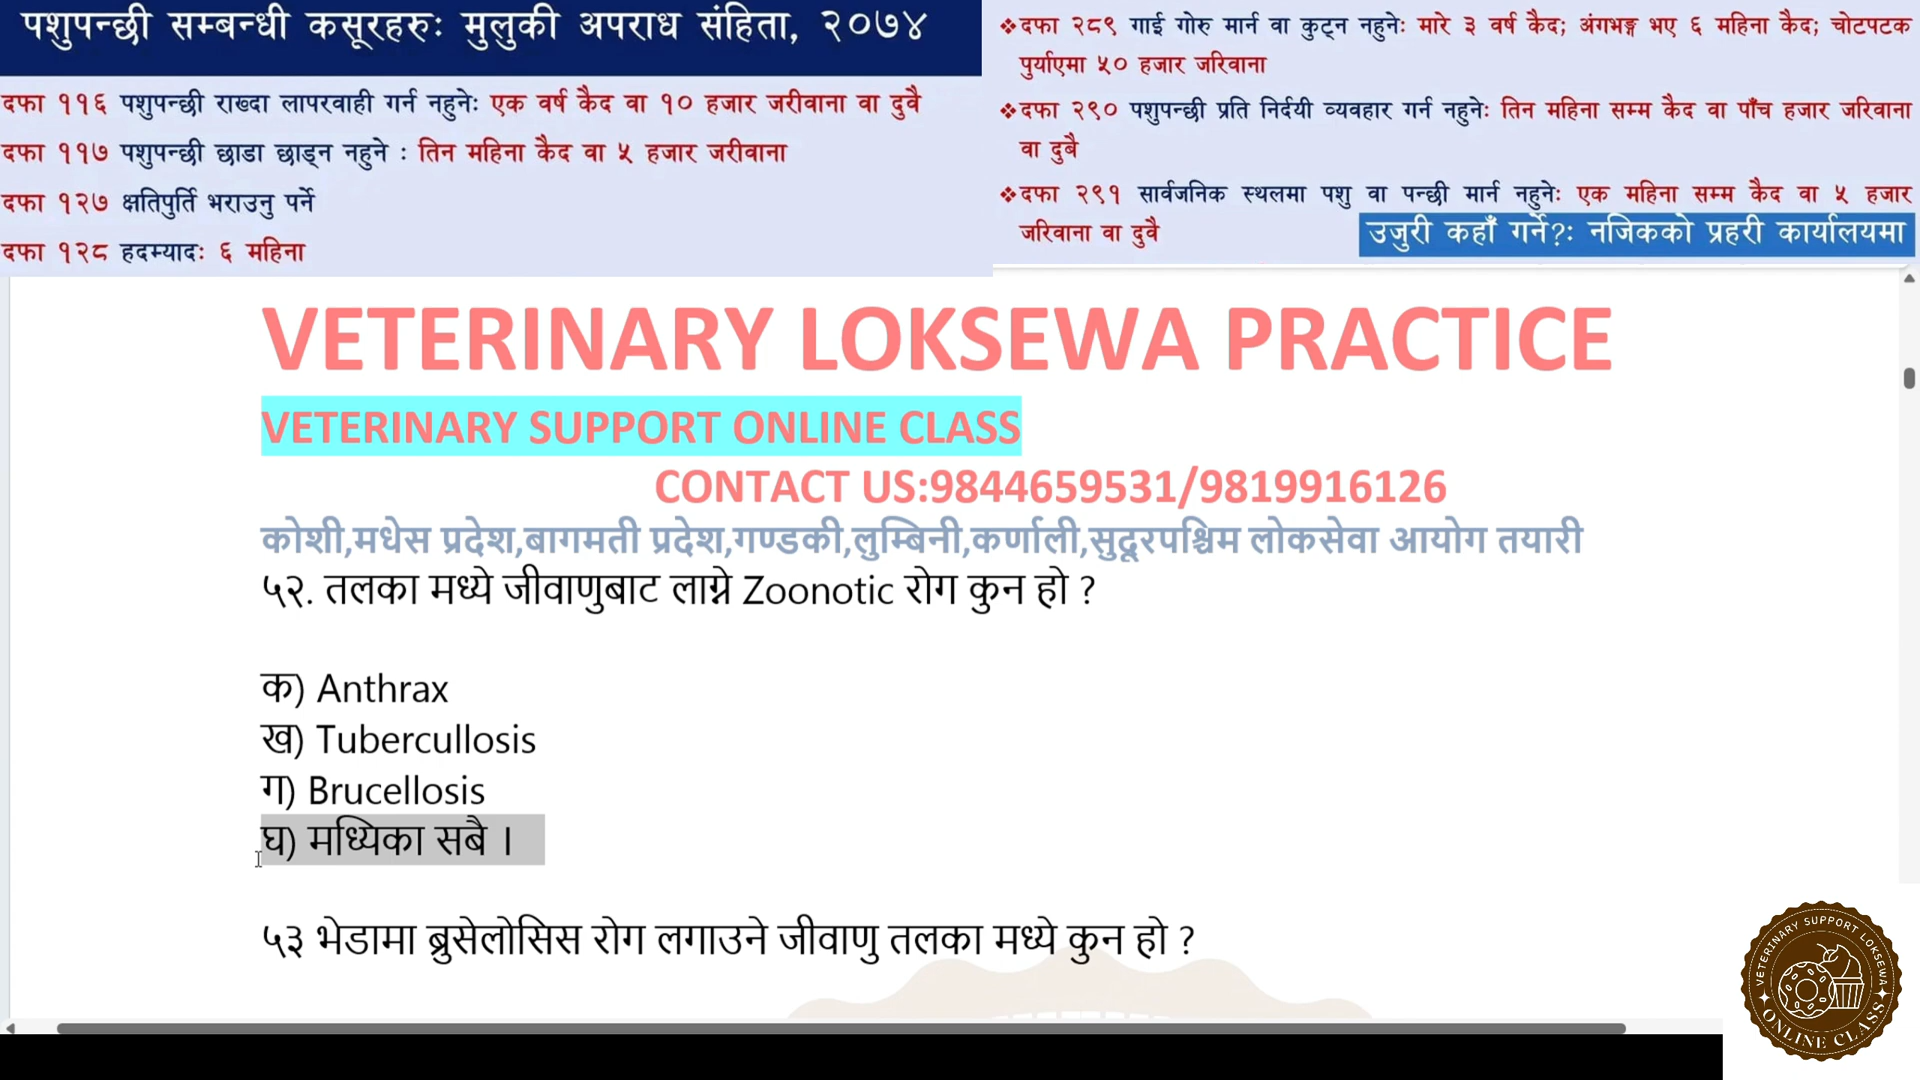 पशुपन्छी सम्बन्धी कसूरहरुः मुलुकी अपराध संहिता, २०७४
दफा ११६ पशुपन्छी राख्दा लापरवाही गर्न नहुनेः एक वर्ष कैद वा १० हजार जरीवाना वा दुवै
दफा ११७ पशुपन्छी छाडा छाड्न नहुने : तिन महिना कैद वा ५ हजार जरीवाना
दफा १२७ क्षतिपुर्ति भराउनु पर्ने
दफा १२८ हदम्यादः ६ महिना
❖दफा २८९ गाई गोरु मार्न वा कुट्न नहुनेः मारे ३ वर्ष कैद; अंगभङ्ग भए ६ महिना कैद; चोटपटक
पुर्याएमा ५० हजार जरिवाना
❖दफा २९० पशुपन्छी प्रति निर्दयी व्यवहार गर्न नहुनेः तिन महिना सम्म कैद वा पाँच हजार जरिवाना
वा दुबै
❖दफा २९१ सार्वजनिक स्थलमा पशु वा पन्छी मार्न नहुनेः एक महिना सम्म कैद वा ५ हजार
जरिवाना वा दुवै
उजुरी कहाँ गर्ने?ः नजिकको प्रहरी कार्यालयमा
VETERINARY LOKSEWA PRACTICE
VETERINARY SUPPORT ONLINE CLASS
CONTACT US:9844659531/9819916126
कोशी,मधेस प्रदेश,बागमती प्रदेश,गण्डकी,लुम्बिनी,कर्णाली,सुदूरपश्चिम लोकसेवा आयोग तयारी
५२. तलका मध्ये जीवाणुबाट लाग्ने Zoonotic रोग कुन हो ?
क) Anthrax
ख) Tubercullosis
ग) Brucellosis
घ) मध्यिका सबै ।
५३ भेडामा ब्रुसेलोसिस रोग लगाउने जीवाणु तलका मध्ये कुन हो ?
VETERINARY SUPPORT LOKSEWA
ONLINE CLASS